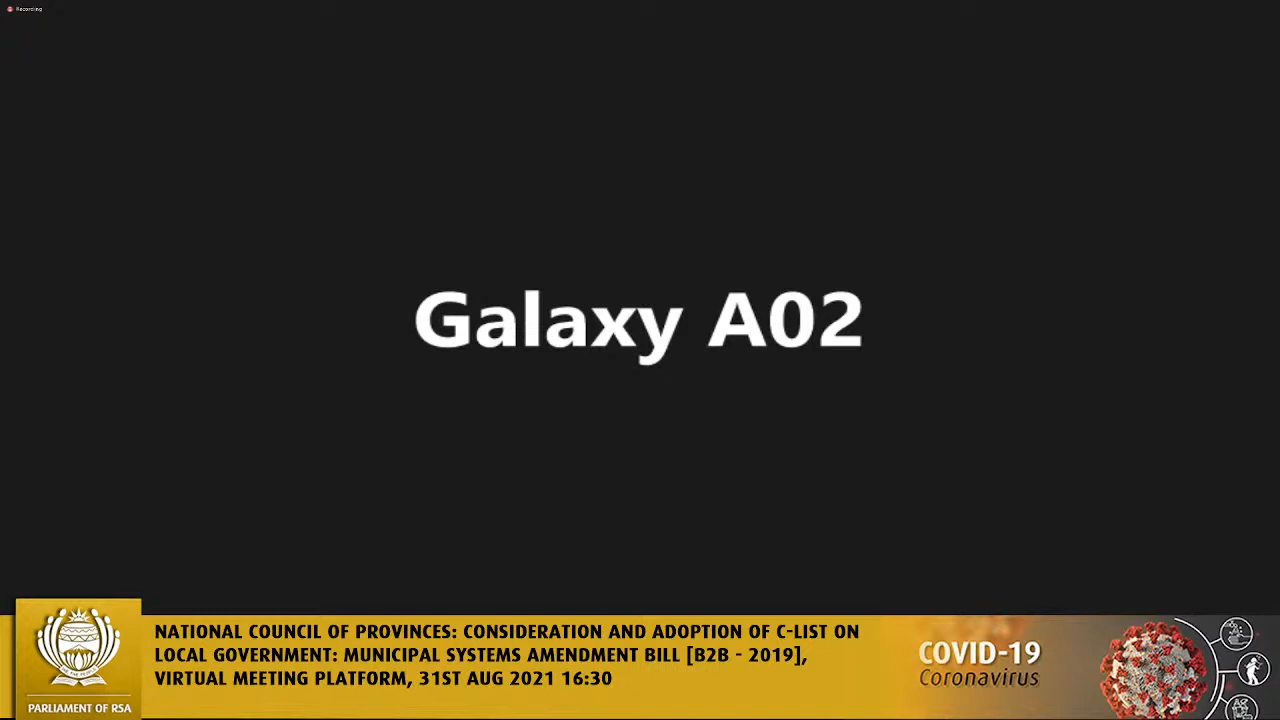 Recording
Galaxy A02
NATIONAL COUNCIL OF PROVINCES: CONSIDERATION AND ADOPTION OF C-LIST ON
LOCAL GOVERNMENT: MUNICIPAL SYSTEMS AMENDMENT BILL [B2B - 2019],
VIRTUAL MEETING PLATFORM, 31ST AUG 2021 16:30
PARLIAMENT OF RSA
COVID-19
Coronavirus